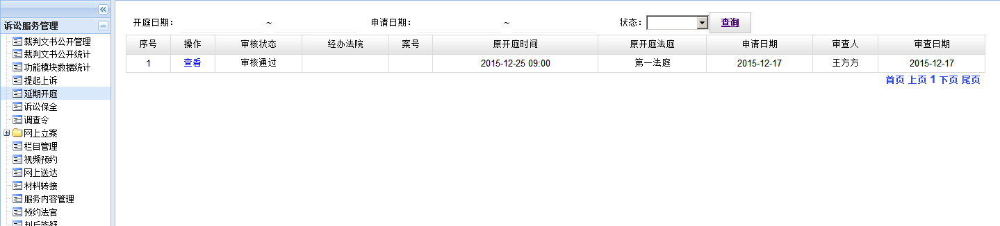 诉讼服务管理
裁判文书公开管理
裁判文书公开统计
功能模块数据统计
提起上诉
延期开庭
诉讼保全
调查令
网上立案
栏目管理
视频预约
网上送达
材料转接
服务内容管理
预约法官
判后答疑
开庭日期: ~ 申请日期: ~ 状态: 查询
序号 操作 审核状态 经办法院 案号 原开庭时间 原开庭法庭 申请日期 审查人 审查日期
1 查看 审核通过 2015-12-25 09:00 第一法庭 2015-12-17 王方方 2015-12-17
首页 上页 1 下页 尾页